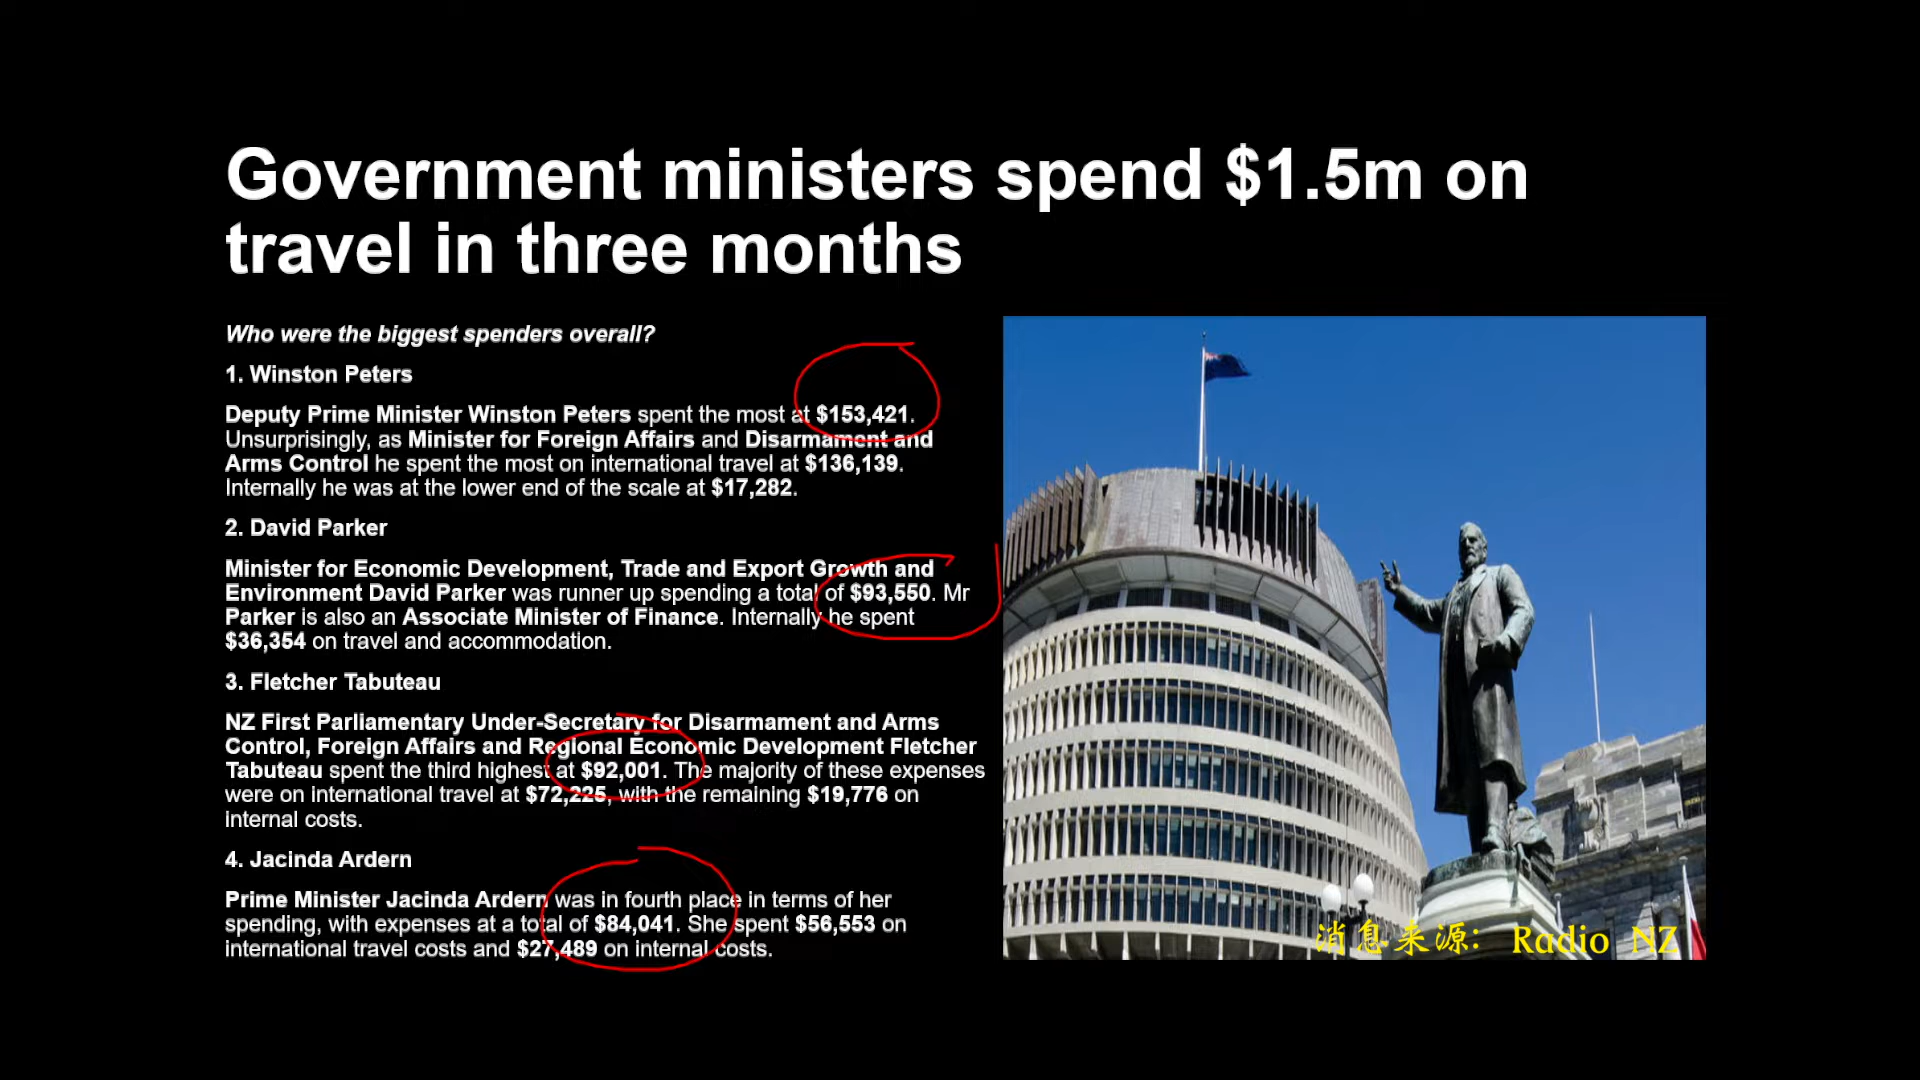 Government ministers spend $1.5m on
travel in three months
Who were the biggest spenders overall?
1. Winston Peters
Deputy Prime Minister Winston Peters spent the most at $153,421.
Unsurprisingly, as Minister for Foreign Affairs and Disarmament and
Arms Control he spent the most on international travel at $136,139.
Internally he was at the lower end of the scale at $17,282.
2. David Parker
Minister for Economic Development, Trade and Export Growth and
Environment David Parker was runner up spending a total of $93,550. Mr
Parker is also an Associate Minister of Finance. Internally he spent
$36,354 on travel and accommodation.
3. Fletcher Tabuteau
NZ First Parliamentary Under-Secretary for Disarmament and Arms
Control, Foreign Affairs and Regional Economic Development Fletcher
Tabuteau spent the third highest at $92,001. The majority of these expenses
were on international travel at $72,225, with the remaining $19,776 on
internal costs.
4. Jacinda Ardern
Prime Minister Jacinda Ardern was in fourth place in terms of her
spending, with expenses at a total of $84,041. She spent $56,553 on
international travel costs and $27,489 on internal costs.
消息来源: Radio NZ